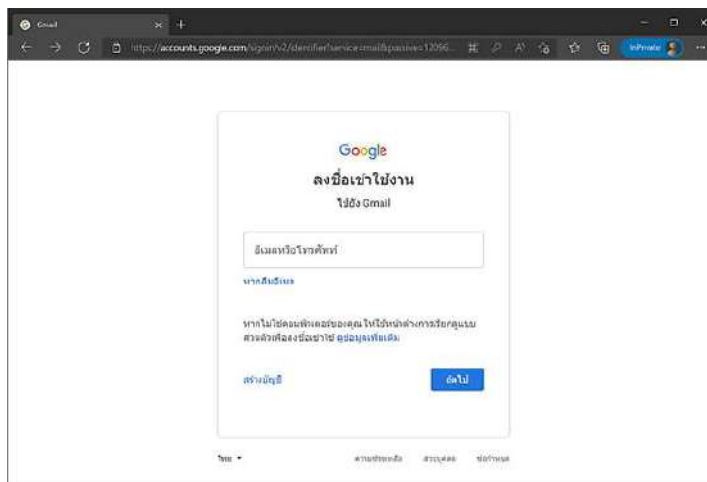 Gmail
https://accounts.google.com/signin/v2/identifier?service=mail&passive=12096...
InPrivate
Google
ลงชื่อเข้าใช้งาน
ไปยัง Gmail
อีเมลหรือโทรศัพท์
หากลืมอีเมล
หากไม่ใช่คอมพิวเตอร์ของคุณ ให้ใช้หน้าต่างการเรียกดูแบบ
ส่วนตัวเพื่อลงชื่อเข้าใช้ ดูข้อมูลเพิ่มเติม
สร้างบัญชี
ถัดไป
ไทย
ความช่วยเหลือ ส่วนบุคคล ข้อกำหนด